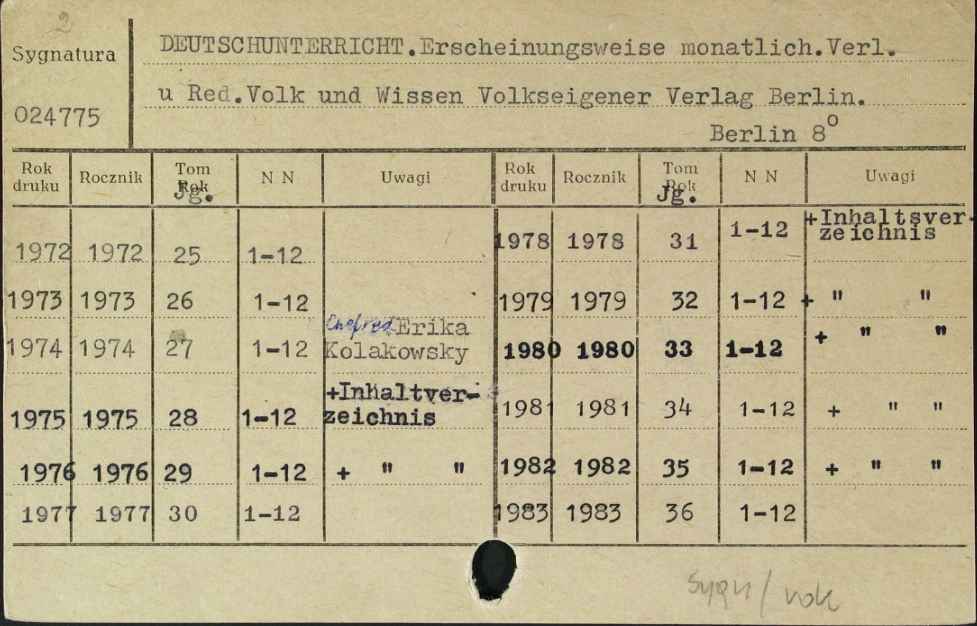 2
Sygnatura
024775
DEUTSCHUNTERRICHT.Erscheinungsweise monatlich.Verl.
u Red.Volk und Wissen Volkseigener Verlag Berlin.
Berlin 8o
Rok druku Rocznik Tom Rok Jg. N N Uwagi
1972 1972 25 1-12
1973 1973 26 1-12
Chefred Erika
1974 1974 27 1-12 Kolakowsky
+Inhaltver-
1975 1975 28 1-12 zeichnis
1976 1976 29 1-12 + " "
1977 1977 30 1-12
Rok druku Rocznik Tom Rok Jg. N N Uwagi
+Inhaltsver-
1978 1978 31 1-12 zeichnis
1979 1979 32 1-12 + " "
1980 1980 33 1-12 + " "
1981 1981 34 1-12 + " "
1982 1982 35 1-12 + " "
1983 1983 36 1-12
sygn/rok